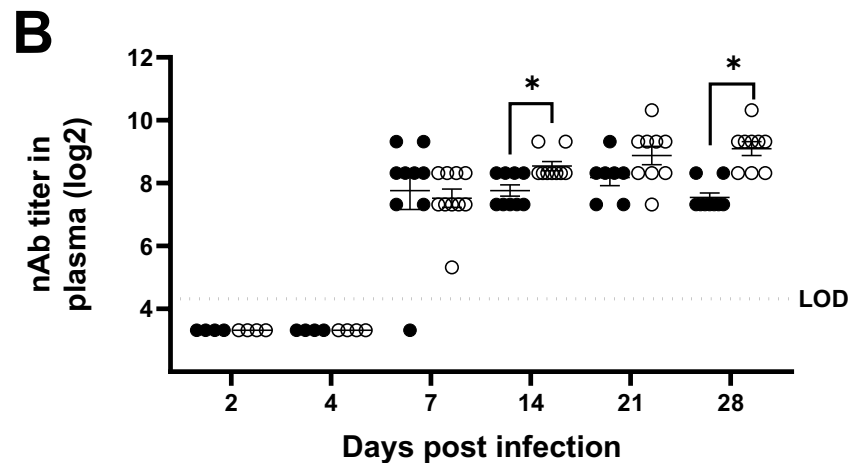 B
nAb titer in
plasma (log2)
12
10
8
6
4
*
*
LOD
2
4
7
14
21
28
Days post infection